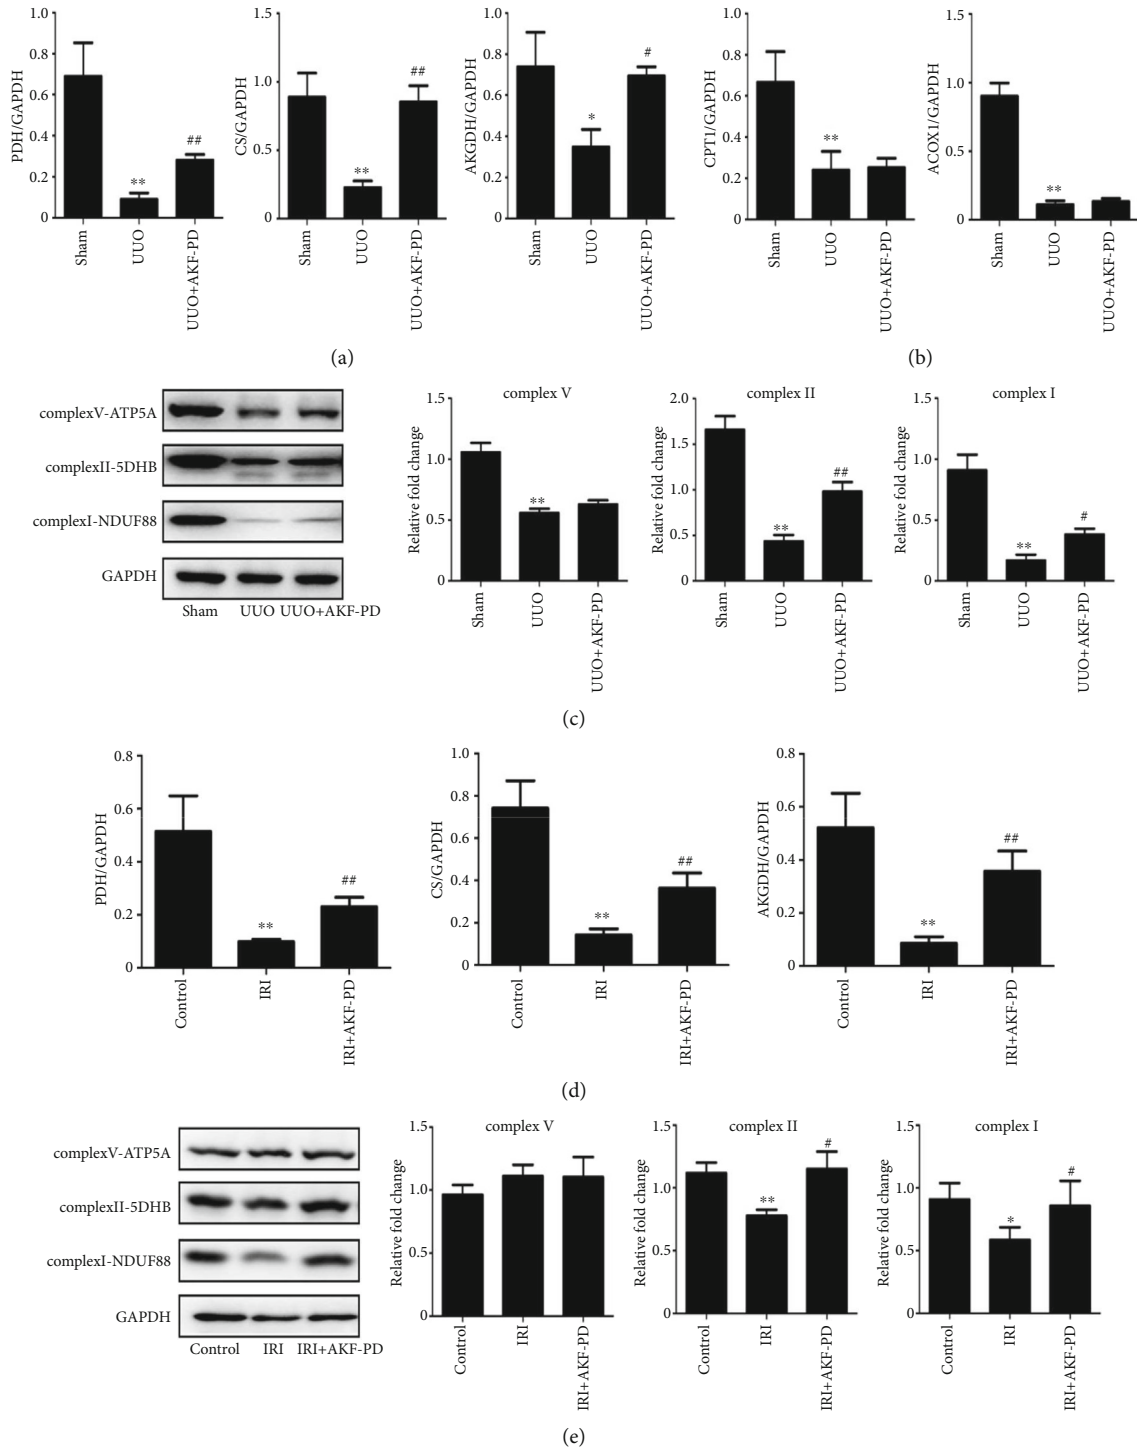 PDH/GAPDH
1.0
0.8
0.6
0.4
0.2
0
**
##
Sham
UUO
UUO+AKF-PD
CS/GAPDH
1.5
1.0
0.5
0
**
##
Sham
UUO
UUO+AKF-PD
AKGDH/GAPDH
1.0
0.8
0.6
0.4
0.2
0
*
#
Sham
UUO
UUO+AKF-PD
(a)
CPT1/GAPDH
1.0
0.8
0.6
0.4
0.2
0
**
Sham
UUO
UUO+AKF-PD
ACOX1/GAPDH
1.5
1.0
0.5
0
**
Sham
UUO
UUO+AKF-PD
(b)
complexV-ATP5A
complexII-5DHB
complexI-NDUF88
GAPDH
Sham UUO UUO+AKF-PD
complex V
Relative fold change
1.5
1.0
0.5
0
**
Sham
UUO
UUO+AKF-PD
complex II
Relative fold change
2.0
1.5
1.0
0.5
0
**
##
Sham
UUO
UUO+AKF-PD
complex I
Relative fold change
1.5
1.0
0.5
0
**
#
Sham
UUO
UUO+AKF-PD
(c)
PDH/GAPDH
0.8
0.6
0.4
0.2
0
**
##
Control
IRI
IRI+AKF-PD
CS/GAPDH
1.0
0.8
0.6
0.4
0.2
0
**
##
Control
IRI
IRI+AKF-PD
AKGDH/GAPDH
0.8
0.6
0.4
0.2
0
**
##
Control
IRI
IRI+AKF-PD
(d)
complexV-ATP5A
complexII-5DHB
complexI-NDUF88
GAPDH
Control IRI IRI+AKF-PD
complex V
Relative fold change
1.5
1.0
0.5
0
Control
IRI
IRI+AKF-PD
complex II
Relative fold change
1.5
1.0
0.5
0
**
#
Control
IRI
IRI+AKF-PD
complex I
Relative fold change
1.5
1.0
0.5
0
*
#
Control
IRI
IRI+AKF-PD
(e)